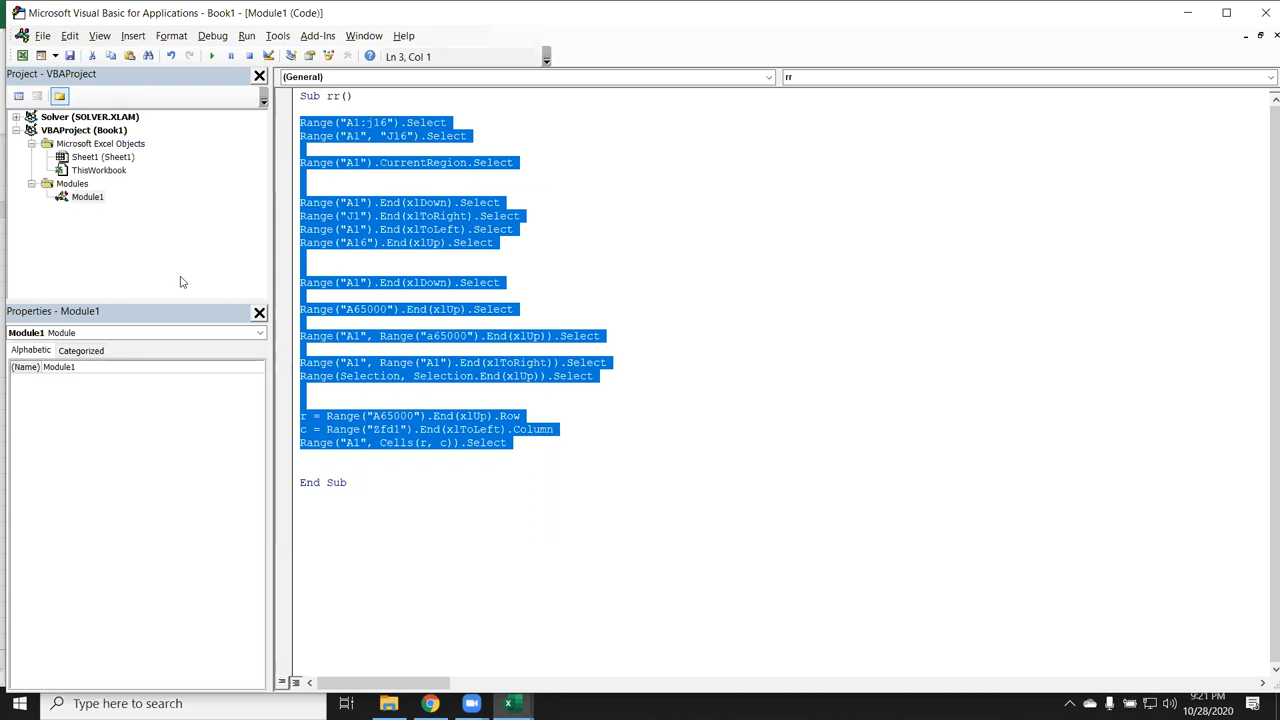 Microsoft Visual Basic for Applications - Book1 - [Module1 (Code)]
File Edit View Insert Format Debug Run Tools Add-Ins Window Help
Ln 3, Col 1
Project - VBAProject
(General)
rr
Solver (SOLVER.XLAM)
VBAProject (Book1)
Microsoft Excel Objects
Sheet1 (Sheet1)
ThisWorkbook
Modules
Module1
Properties - Module1
Module1 Module
Alphabetic Categorized
(Name) Module1
Sub rr()
Range("A1:j16").Select
Range("A1", "J16").Select
Range("A1").CurrentRegion.Select
Range("A1").End(xlDown).Select
Range("J1").End(xlToRight).Select
Range("A1").End(xlToLeft).Select
Range("A16").End(xlUp).Select
Range("A1").End(xlDown).Select
Range("A65000").End(xlUp).Select
Range("A1", Range("a65000").End(xlUp)).Select
Range("A1", Range("A1").End(xlToRight)).Select
Range(Selection, Selection.End(xlUp)).Select
r = Range("A65000").End(xlUp).Row
c = Range("Zfd1").End(xlToLeft).Column
Range("A1", Cells(r, c)).Select
End Sub
Type here to search
9:21 PM
10/28/2020